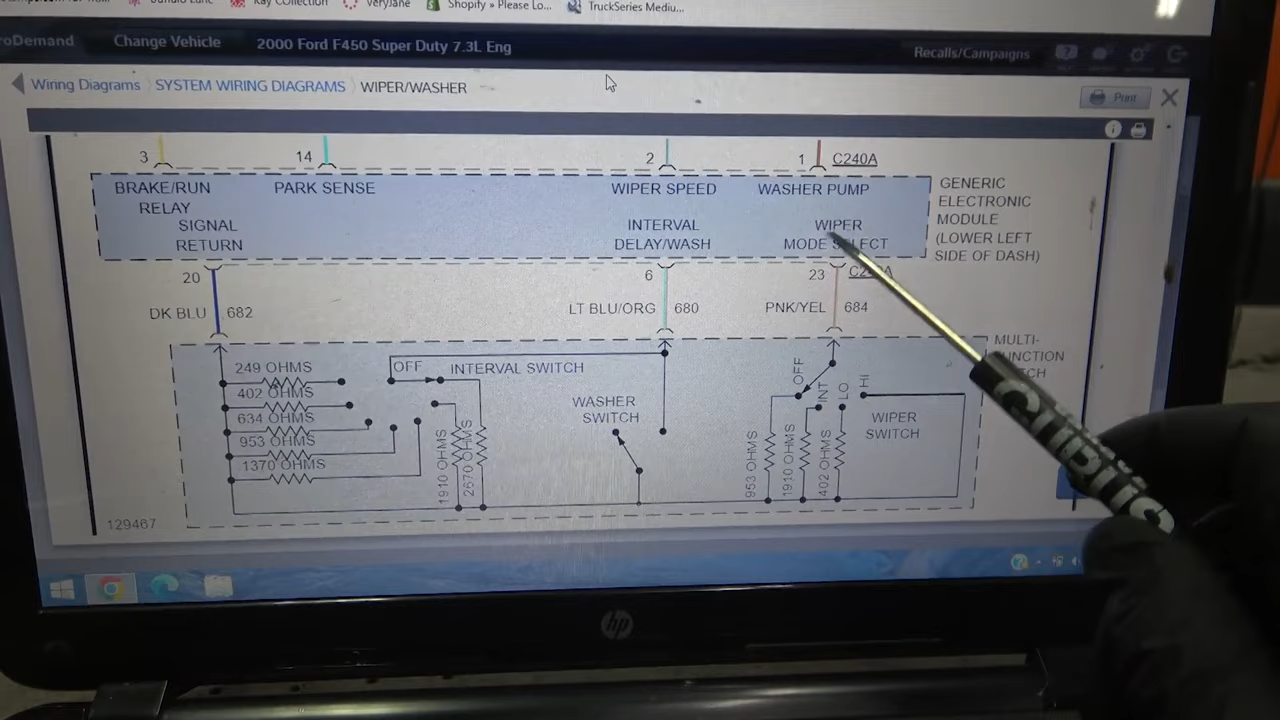 Shopify » Please Lo...
TruckSeries Mediu...
roDemand
Change Vehicle
2000 Ford F450 Super Duty 7.3L Eng
Recalls/Campaigns
Wiring Diagrams
SYSTEM WIRING DIAGRAMS
WIPER/WASHER
Print
3
14
2
1
C240A
BRAKE/RUN
RELAY
PARK SENSE
WIPER SPEED
WASHER PUMP
SIGNAL
RETURN
INTERVAL
DELAY/WASH
WIPER
MODE SELECT
GENERIC
ELECTRONIC
MODULE
(LOWER LEFT
SIDE OF DASH)
20
6
23
DK BLU
682
LT BLU/ORG
680
PNK/YEL
684
MULTI-
249 OHMS
402 OHMS
634 OHMS
953 OHMS
1370 OHMS
OFF
INTERVAL SWITCH
1910 OHMS
2670 OHMS
WASHER
SWITCH
OFF
INT
LO
HI
WIPER
SWITCH
953 OHMS
1910 OHMS
402 OHMS
129467
hp